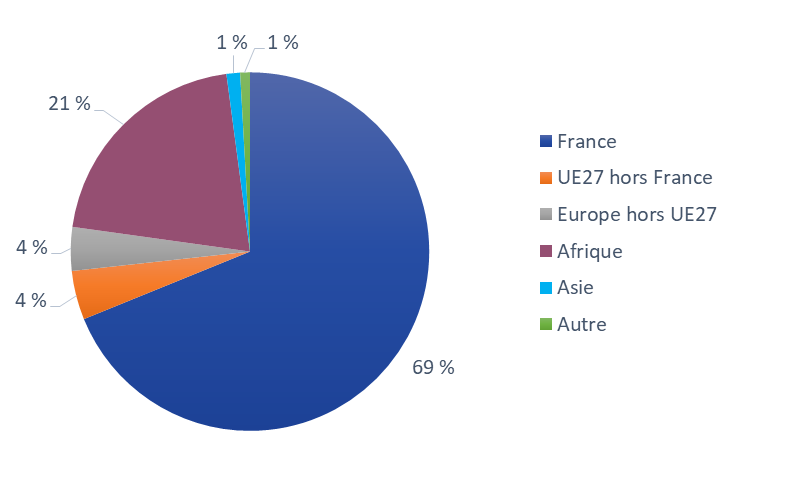 1 %
1 %
21 %
4 %
4 %
69 %
France
UE27 hors France
Europe hors UE27
Afrique
Asie
Autre